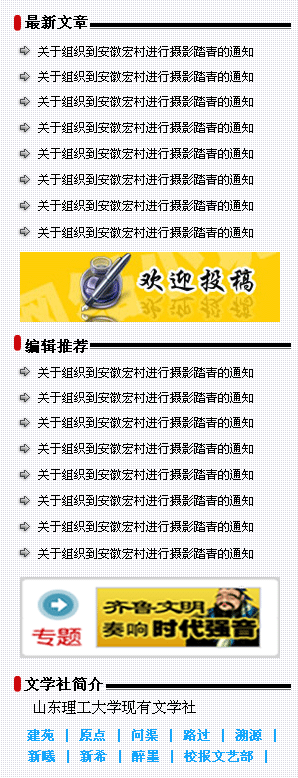 最新文章
关于组织到安徽宏村进行摄影踏青的通知
关于组织到安徽宏村进行摄影踏青的通知
关于组织到安徽宏村进行摄影踏青的通知
关于组织到安徽宏村进行摄影踏青的通知
关于组织到安徽宏村进行摄影踏青的通知
关于组织到安徽宏村进行摄影踏青的通知
关于组织到安徽宏村进行摄影踏青的通知
关于组织到安徽宏村进行摄影踏青的通知
欢迎投稿
编辑推荐
关于组织到安徽宏村进行摄影踏青的通知
关于组织到安徽宏村进行摄影踏青的通知
关于组织到安徽宏村进行摄影踏青的通知
关于组织到安徽宏村进行摄影踏青的通知
关于组织到安徽宏村进行摄影踏青的通知
关于组织到安徽宏村进行摄影踏青的通知
关于组织到安徽宏村进行摄影踏青的通知
关于组织到安徽宏村进行摄影踏青的通知
专题
齐鲁文明
奏响时代强音
文学社简介
山东理工大学现有文学社
建苑 | 原点 | 问渠 | 路过 | 溯源 |
新曦 | 新希 | 醉墨 | 校报文艺部 |